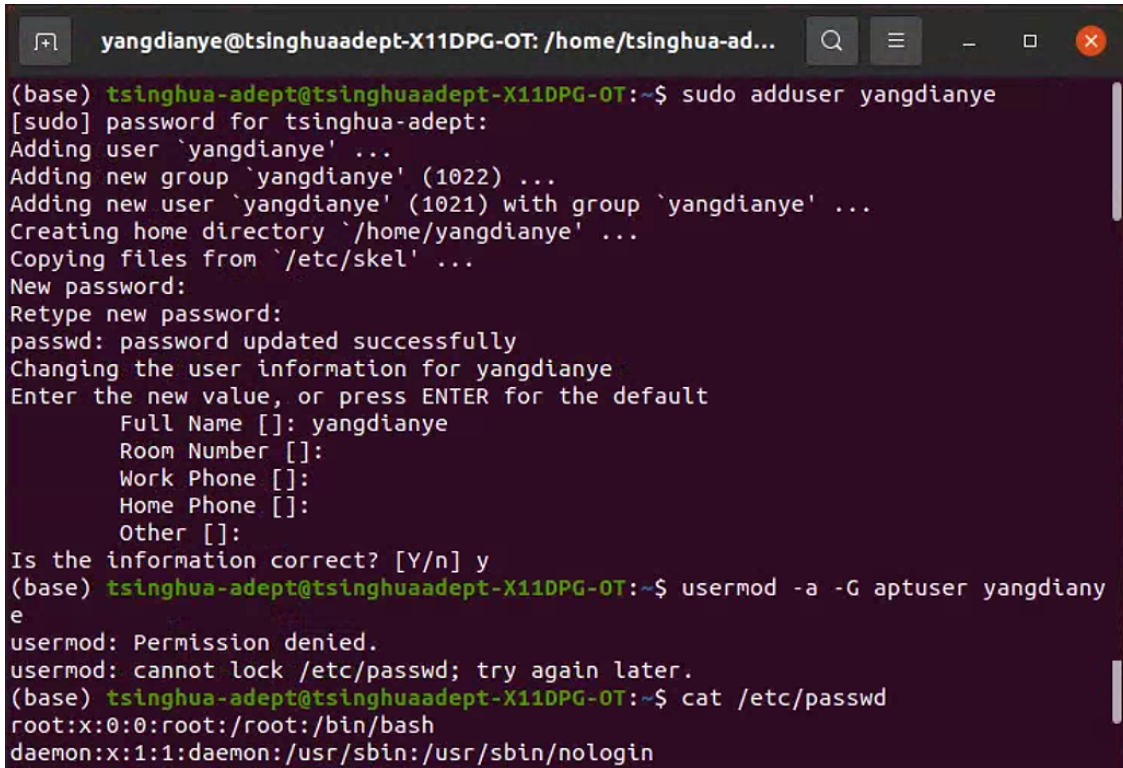 yangdianye@tsinghuaadept-X11DPG-OT: /home/tsinghua-ad...
(base) tsinghua-adept@tsinghuaadept-X11DPG-OT:~$ sudo adduser yangdianye
[sudo] password for tsinghua-adept:
Adding user `yangdianye' ...
Adding new group `yangdianye' (1022) ...
Adding new user `yangdianye' (1021) with group `yangdianye' ...
Creating home directory `/home/yangdianye' ...
Copying files from `/etc/skel' ...
New password:
Retype new password:
passwd: password updated successfully
Changing the user information for yangdianye
Enter the new value, or press ENTER for the default
        Full Name []: yangdianye
        Room Number []:
        Work Phone []:
        Home Phone []:
        Other []:
Is the information correct? [Y/n] y
(base) tsinghua-adept@tsinghuaadept-X11DPG-OT:~$ usermod -a -G aptuser yangdiany
e
usermod: Permission denied.
usermod: cannot lock /etc/passwd; try again later.
(base) tsinghua-adept@tsinghuaadept-X11DPG-OT:~$ cat /etc/passwd
root:x:0:0:root:/root:/bin/bash
daemon:x:1:1:daemon:/usr/sbin:/usr/sbin/nologin